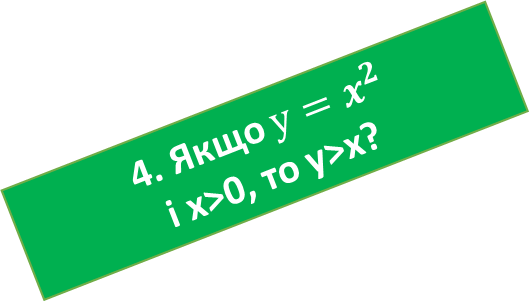 4. Якщо y = x²
і x>0, то y>x?